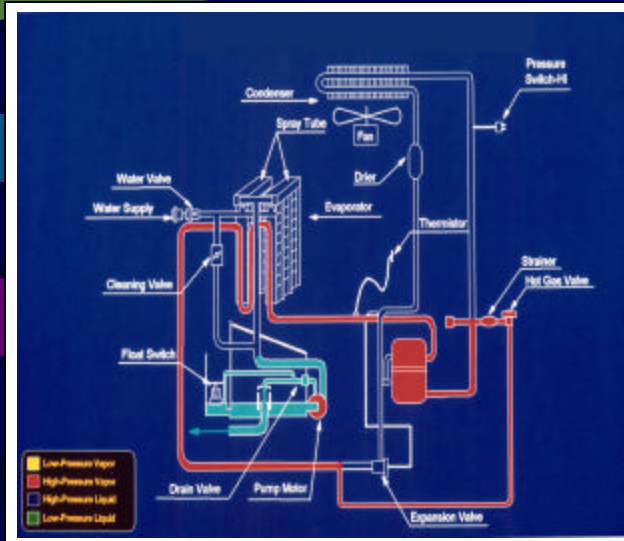 Pressure
Switch-HI
Condenser
Spray Tube
Fan
Drier
Water Valve
Water Supply
Evaporator
Thermistor
Strainer
Cleaning Valve
Hot Gas Valve
Float Switch
Low-Pressure Vapor
High-Pressure Vapor
High-Pressure Liquid
Low-Pressure Liquid
Drain Valve
Pump Motor
Expansion Valve